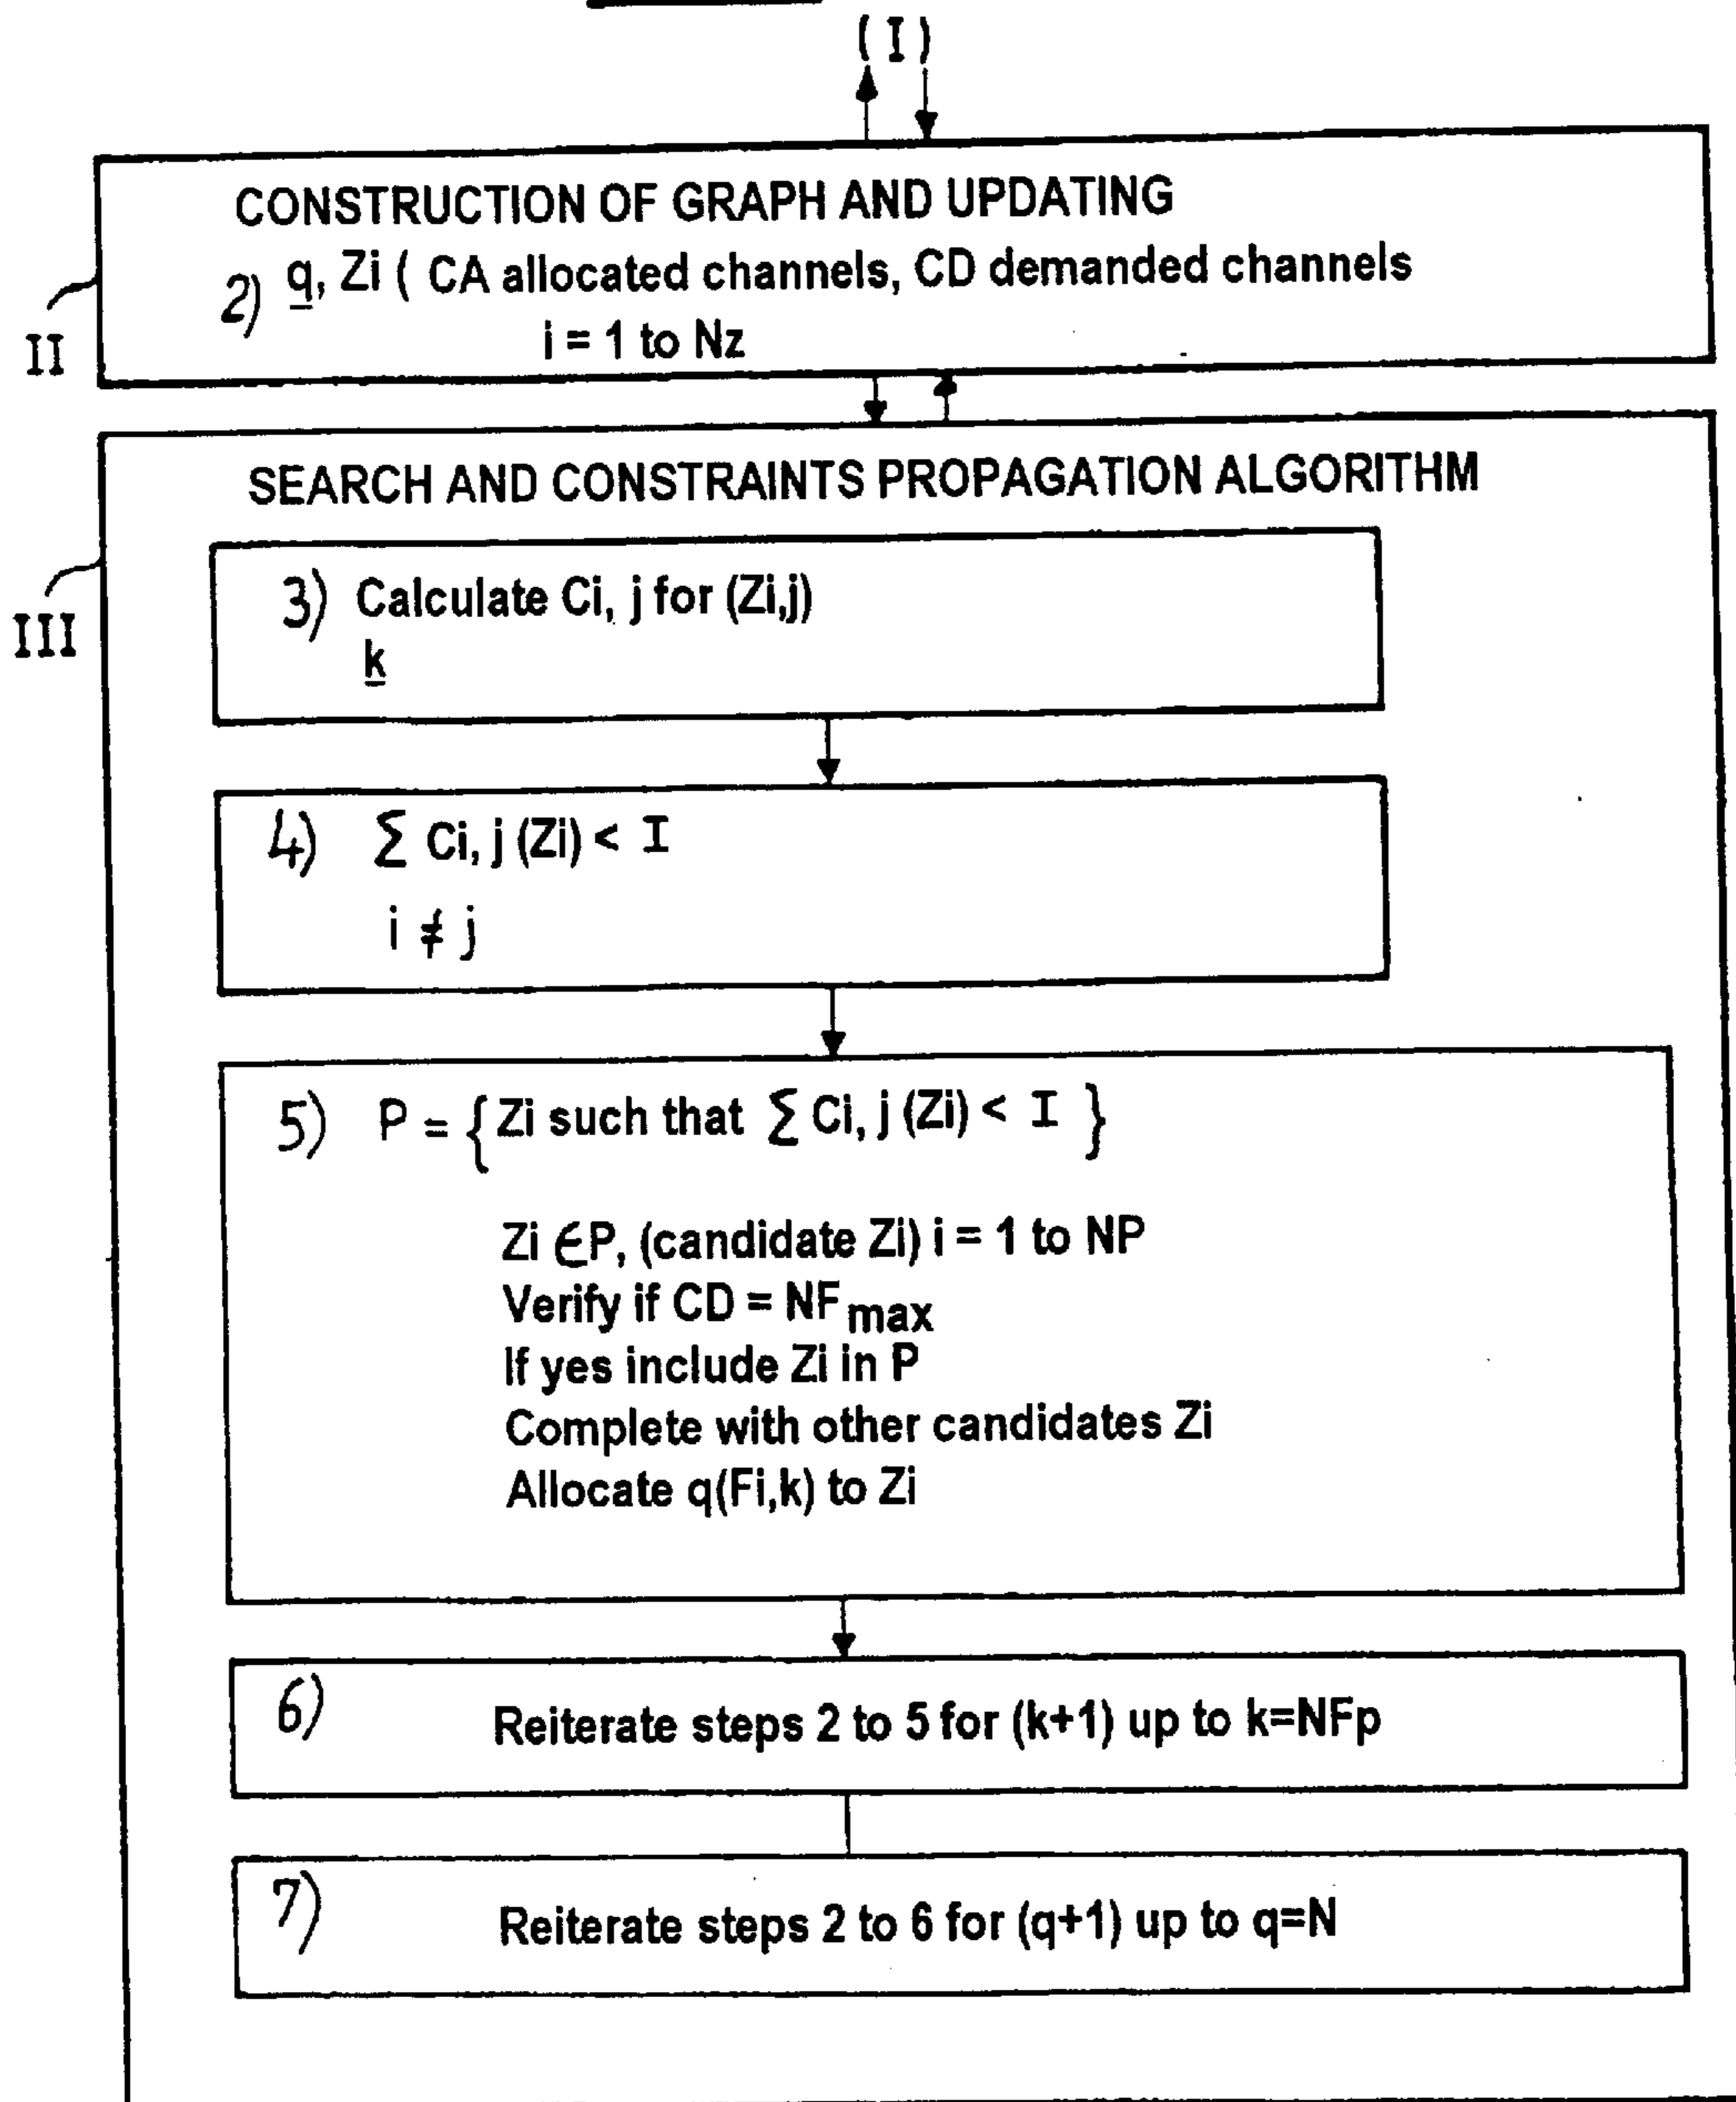 (I)
CONSTRUCTION OF GRAPH AND UPDATING
2) q, Zi ( CA allocated channels, CD demanded channels
i = 1 to Nz
II
SEARCH AND CONSTRAINTS PROPAGATION ALGORITHM
3) Calculate Ci, j for (Zi,j)
k
III
4) Σ Ci, j (Zi) < I
i ≠ j
5) P = { Zi such that Σ Ci, j (Zi) < I }
Zi ∈ P, (candidate Zi) i = 1 to NP
Verify if CD = NFmax
If yes include Zi in P
Complete with other candidates Zi
Allocate q(Fi,k) to Zi
6) Reiterate steps 2 to 5 for (k+1) up to k=NFp
7) Reiterate steps 2 to 6 for (q+1) up to q=N